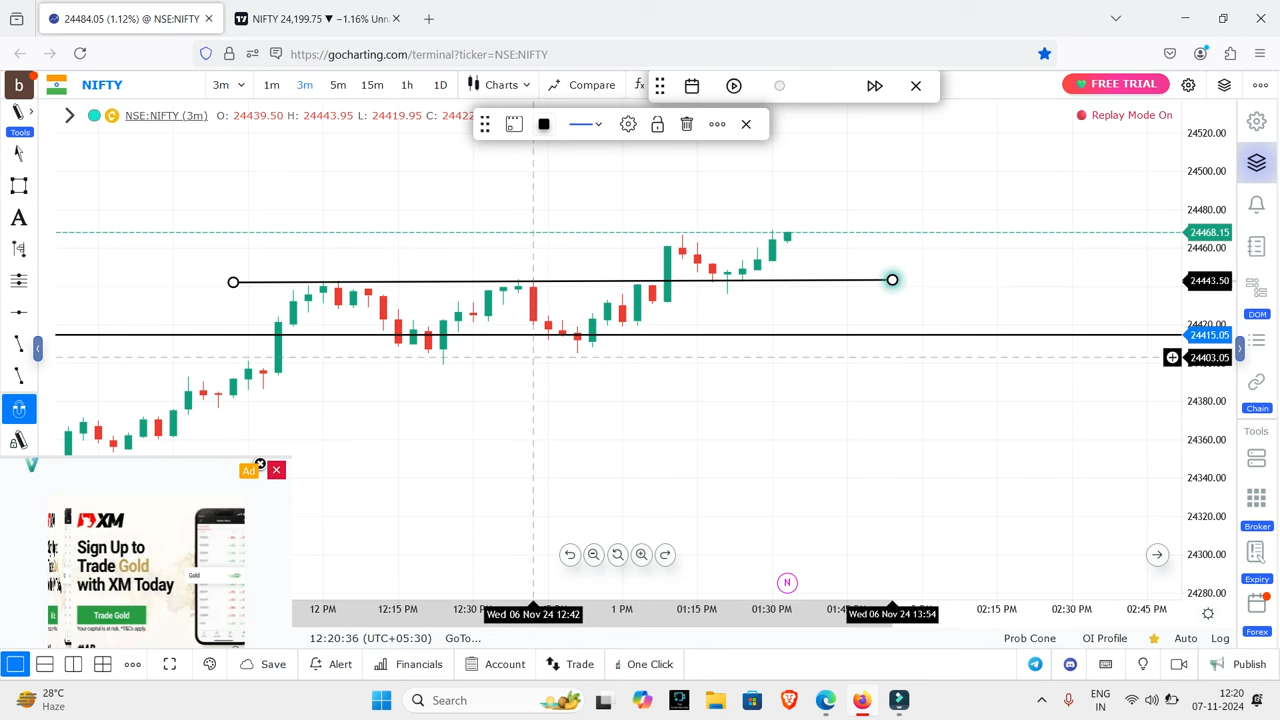 24484.05 (1.12%) @ NSE:NIFTY
NIFTY 24,199.75 ▼ −1.16% Unn
https://gocharting.com/terminal?ticker=NSE:NIFTY
b
NIFTY
3m
1m
3m
5m
1h
1D
Charts
Compare
FREE TRIAL
Tools
NSE:NIFTY (3m)
O: 24439.50 H: 24443.95 L: 24419.35 C: 24422
Replay Mode On
24520.00
24500.00
24480.00
24468.15
24460.00
24443.50
24420.00
24415.05
24403.05
24380.00
24360.00
24340.00
24320.00
24300.00
24280.00
A
DOM
Chain
Tools
Broker
Expiry
Forex
V
Ad
XM
Sign Up to
Trade Gold
with XM Today
Trade Gold!
Gold
N
12 PM
12:30
Wed 06 Nov 24 12:42
1 PM
01:15 PM
01:30 PM
01:4
Wed 06 Nov 24 13:54
02:15 PM
02:30 PM
02:45 PM
12:20:36 (UTC+05:30)
GoTo...
Prob Cone
OI Profile
Auto
Log
Save
Alert
Financials
Account
Trade
One Click
Publish
28°C
Haze
Search
ENG
IN
12:20
07-11-2024